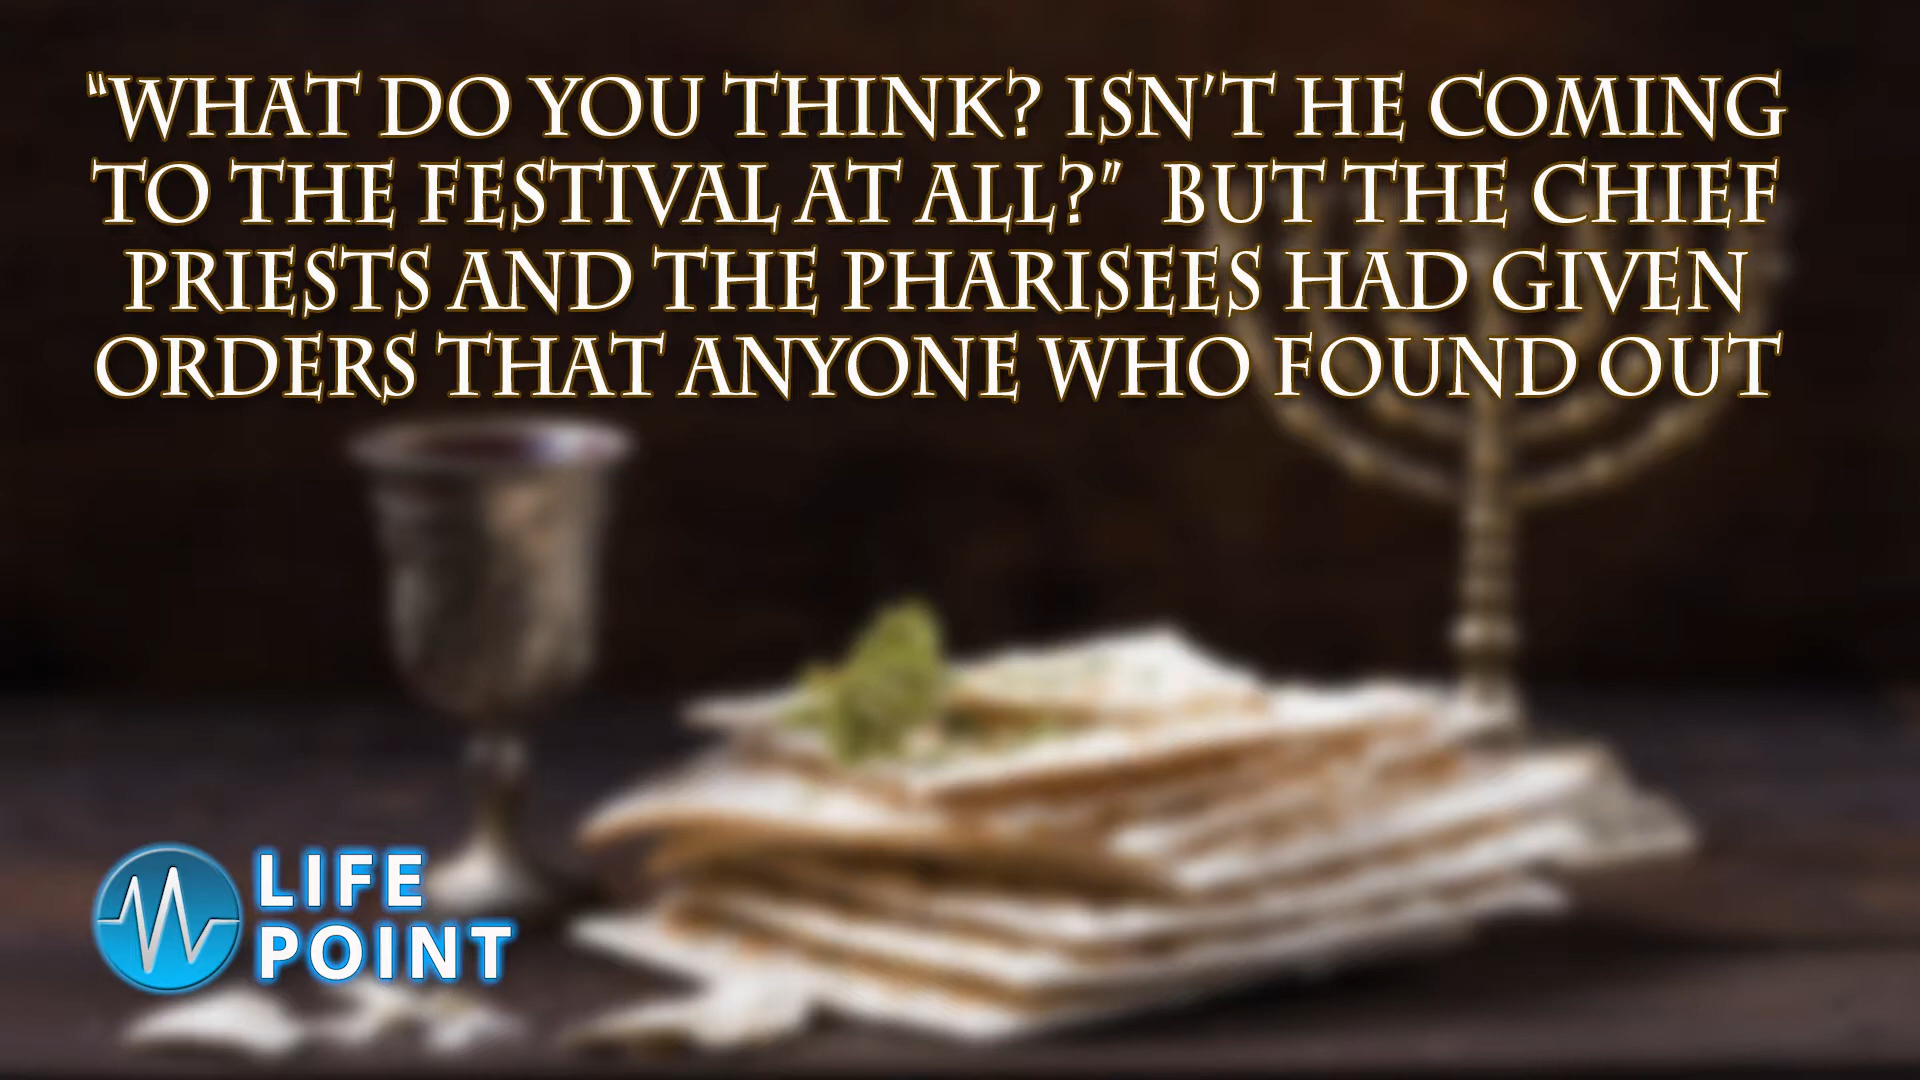 “WHAT DO YOU THINK? ISN’T HE COMING
TO THE FESTIVAL AT ALL?” BUT THE CHIEF
PRIESTS AND THE PHARISEES HAD GIVEN
ORDERS THAT ANYONE WHO FOUND OUT
LIFE
POINT